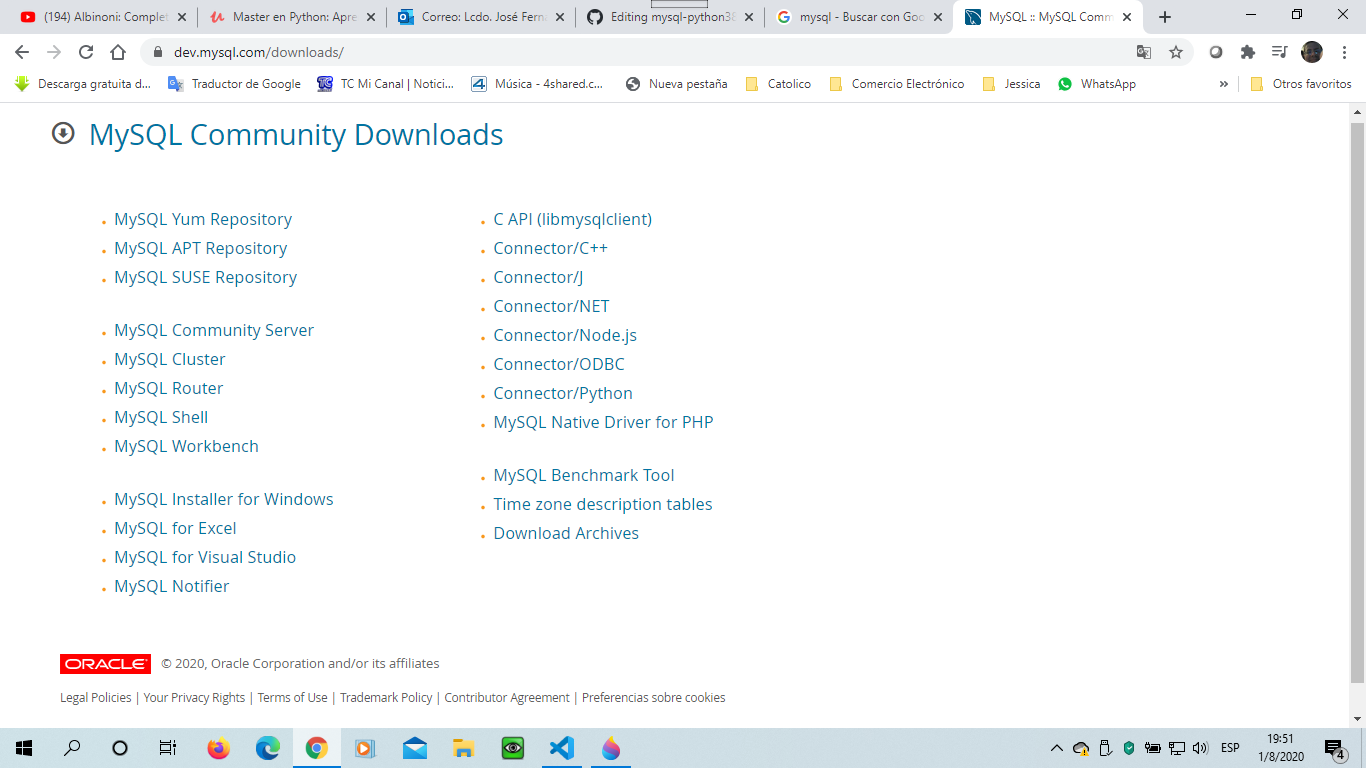 (194) Albinoni: Complet
Master en Python: Apre
Correo: Lcdo. José Fern
Editing mysql-python38
mysql - Buscar con Goo
MySQL :: MySQL Comm
dev.mysql.com/downloads/
Descarga gratuita d...
Traductor de Google
TC Mi Canal | Notici...
Música - 4shared.c...
Nueva pestaña
Catolico
Comercio Electrónico
Jessica
WhatsApp
»
Otros favoritos
MySQL Community Downloads
MySQL Yum Repository
MySQL APT Repository
MySQL SUSE Repository
MySQL Community Server
MySQL Cluster
MySQL Router
MySQL Shell
MySQL Workbench
MySQL Installer for Windows
MySQL for Excel
MySQL for Visual Studio
MySQL Notifier
C API (libmysqlclient)
Connector/C++
Connector/J
Connector/NET
Connector/Node.js
Connector/ODBC
Connector/Python
MySQL Native Driver for PHP
MySQL Benchmark Tool
Time zone description tables
Download Archives
ORACLE © 2020, Oracle Corporation and/or its affiliates
Legal Policies | Your Privacy Rights | Terms of Use | Trademark Policy | Contributor Agreement | Preferencias sobre cookies
ESP
19:51
1/8/2020
4